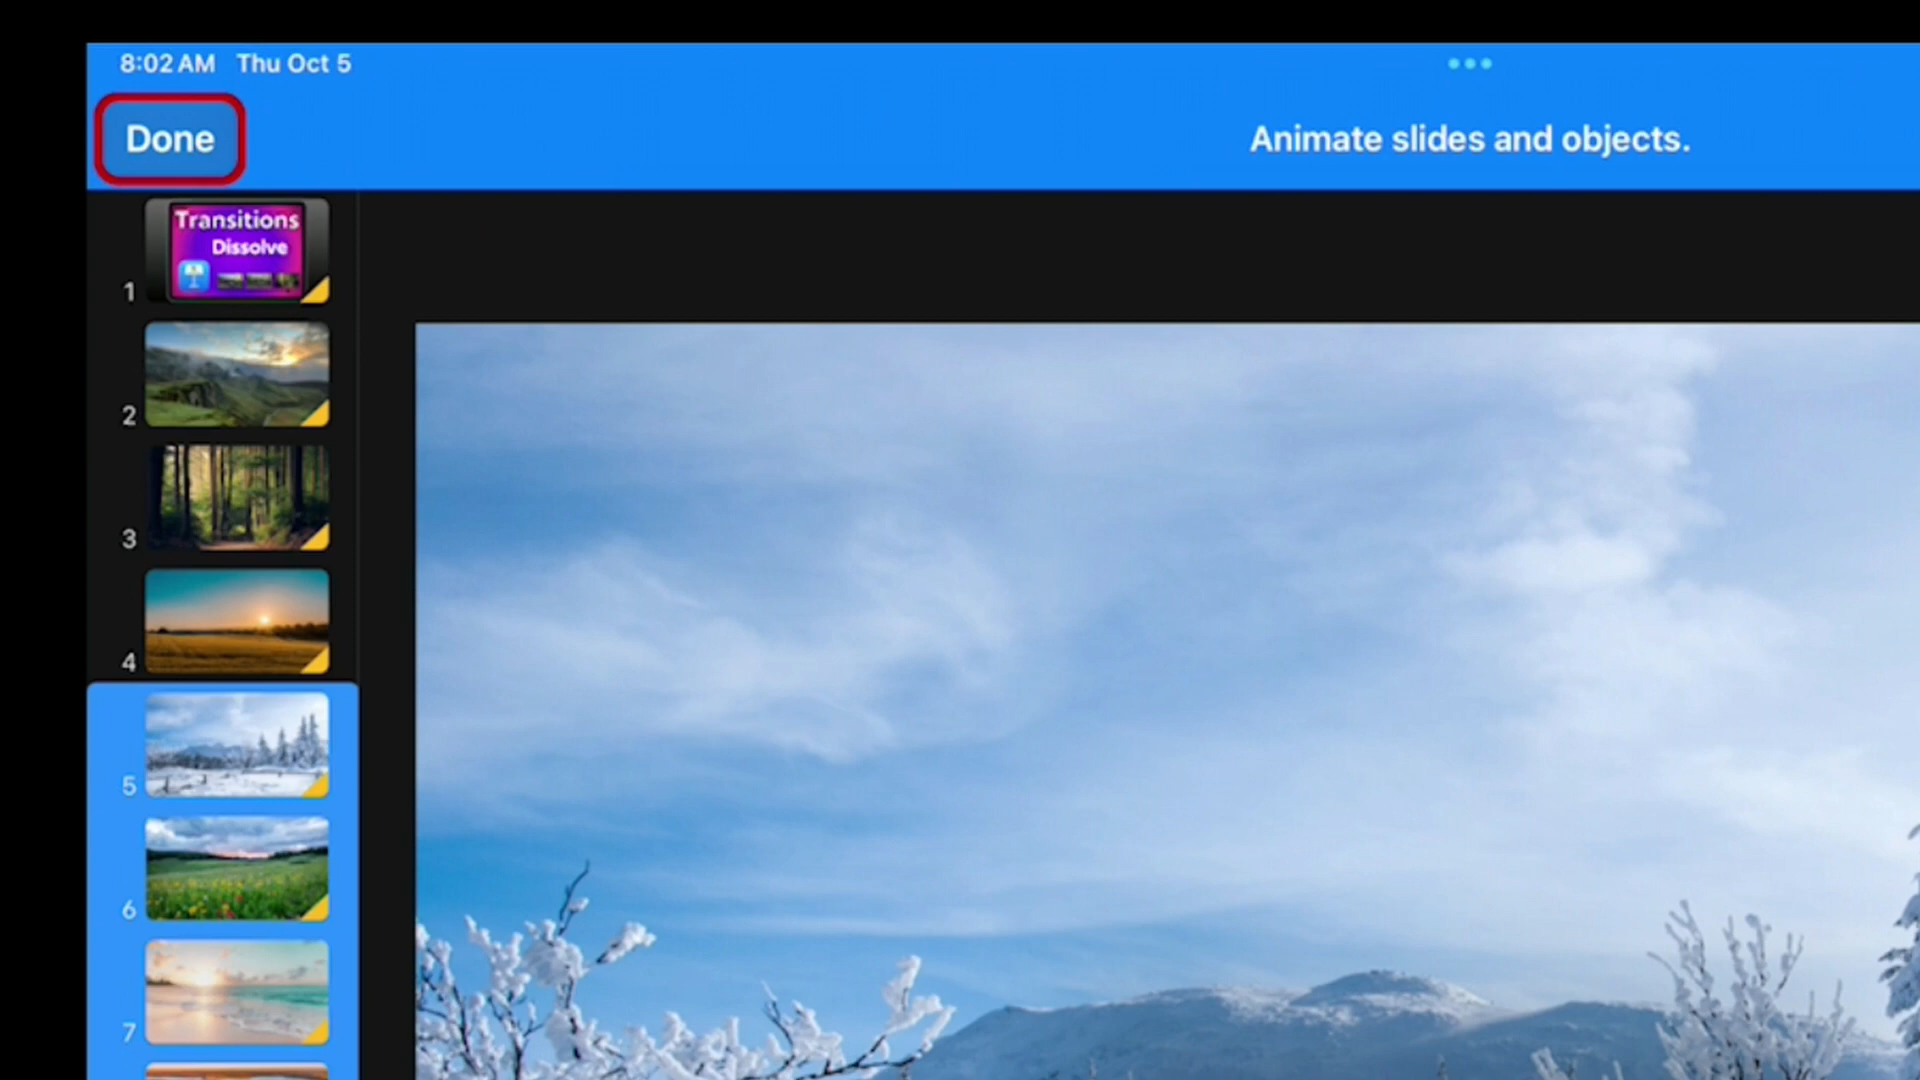 8:02 AM Thu Oct 5
Done
Animate slides and objects.
Transitions
Dissolve
1
2
3
4
5
6
7